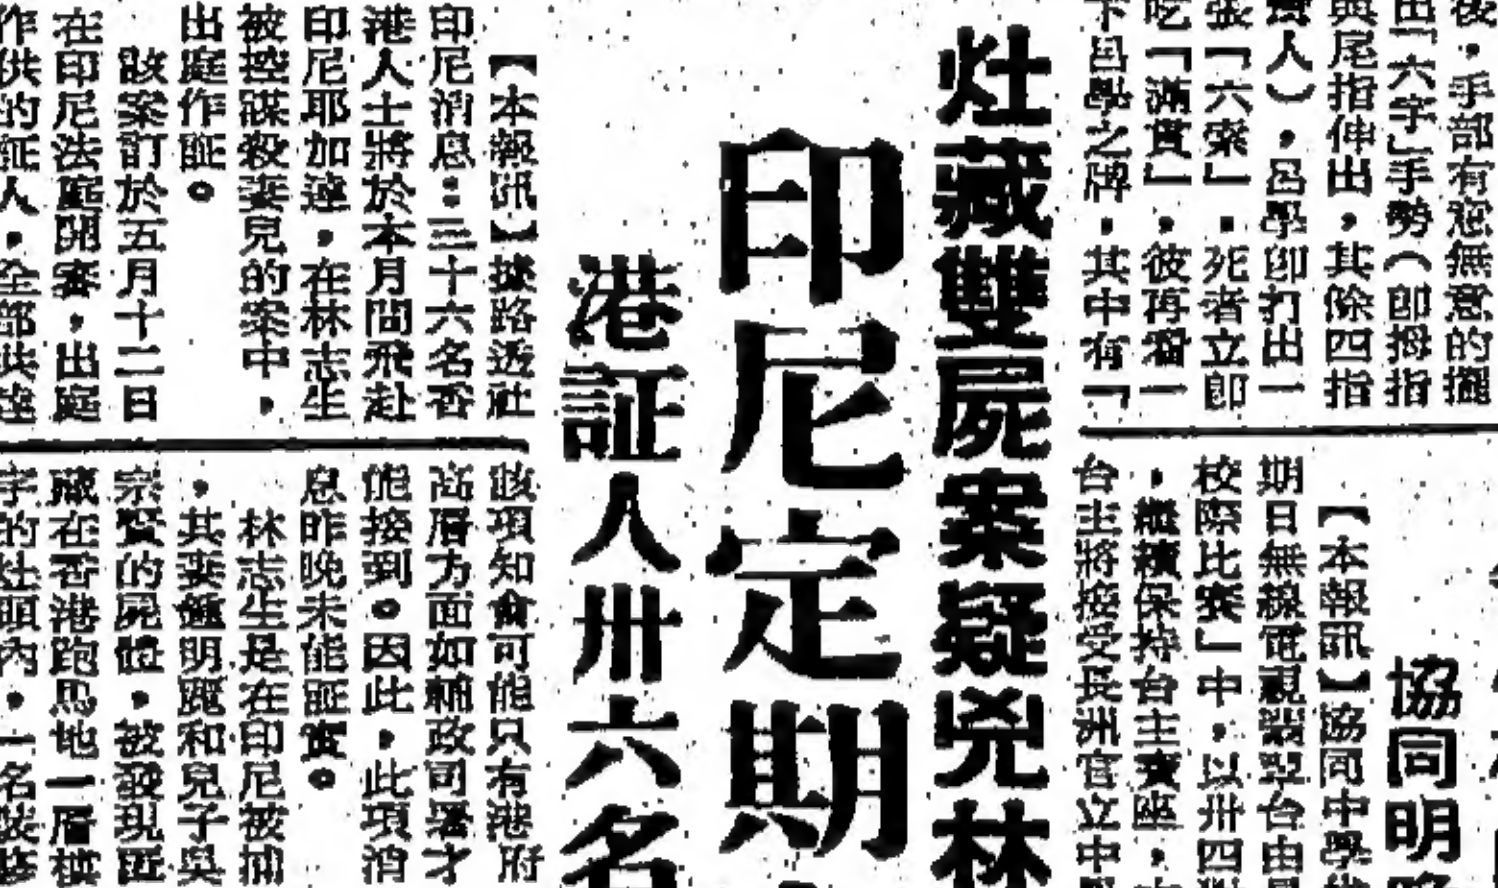 後，手部有意無意的擺
出「六字」手勢（即拇指
與尾指伸出，其餘四指
人），呂學即打出一
張「六索」，死者立即
吃「滿貫」，彼再摺一
下呂學之牌，其中有「
灶藏雙屍案疑兇林
印尼定期
港証人卅六名
【本報訊】據路透社
印尼消息：三十六名香
港人士將於本月間飛赴
印尼耶加達，在林志生
被控謀殺妻兒的案中，
出庭作証。
該案訂於五月十二日
在印尼法庭開審，出庭
作供的証人，全部共達
協同明
【本報訊】協同中學
期日無線電視翡翠台由
校際比賽」中，以卅四
，繼續保持台主寶座，
台主將接受長洲官立中
該項知會可能只有港府
高層方面如輔政司署才
能接到。因此，此項消
息昨晚未能証實。
林志生是在印尼被捕
，其妻鍾明霞和兒子吳
宗賢的屍體，被發現匿
藏在香港跑馬地一層樓
宇的灶頭內，一名裝修